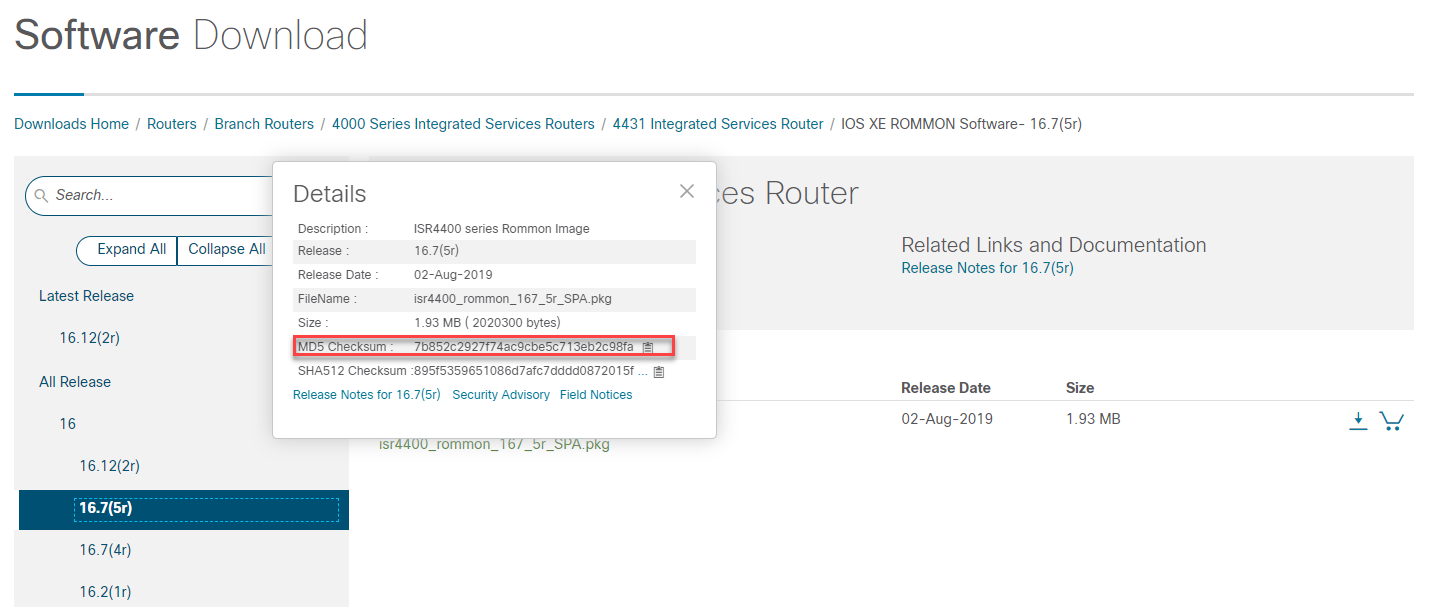 Software Download
Downloads Home / Routers / Branch Routers / 4000 Series Integrated Services Routers / 4431 Integrated Services Router / IOS XE ROMMON Software- 16.7(5r)
Search...
Expand All Collapse All
Latest Release
16.12(2r)
All Release
16
16.12(2r)
16.7(5r)
16.7(4r)
16.2(1r)
Details
Description : ISR4400 series Rommon Image
Release : 16.7(5r)
Release Date : 02-Aug-2019
FileName : isr4400_rommon_167_5r_SPA.pkg
Size : 1.93 MB ( 2020300 bytes)
MD5 Checksum : 7b852c2927f74ac9cbe5c713eb2c98fa
SHA512 Checksum :895f5359651086d7afc7dddd0872015f ...
Release Notes for 16.7(5r) Security Advisory Field Notices
ces Router
Related Links and Documentation
Release Notes for 16.7(5r)
Release Date Size
02-Aug-2019 1.93 MB
isr4400_rommon_167_5r_SPA.pkg